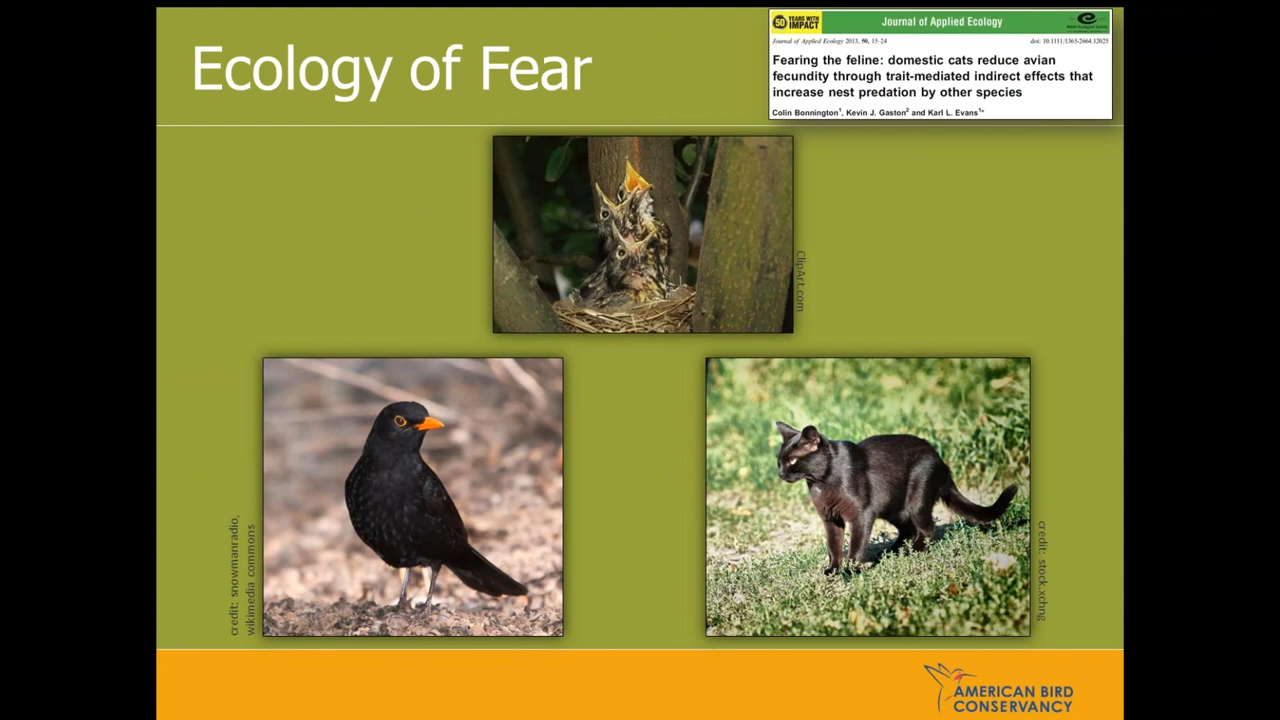 Ecology of Fear
50 YEARS WITH IMPACT
Journal of Applied Ecology
Journal of Applied Ecology 2013, 50, 15–24
doi: 10.1111/1365-2664.12025
Fearing the feline: domestic cats reduce avian
fecundity through trait-mediated indirect effects that
increase nest predation by other species
Colin Bonnington1, Kevin J. Gaston2 and Karl L. Evans1*
ClipArt.com
credit: snowmanradio,
wikimedia commons
credit: stock.xchng
AMERICAN BIRD
CONSERVANCY